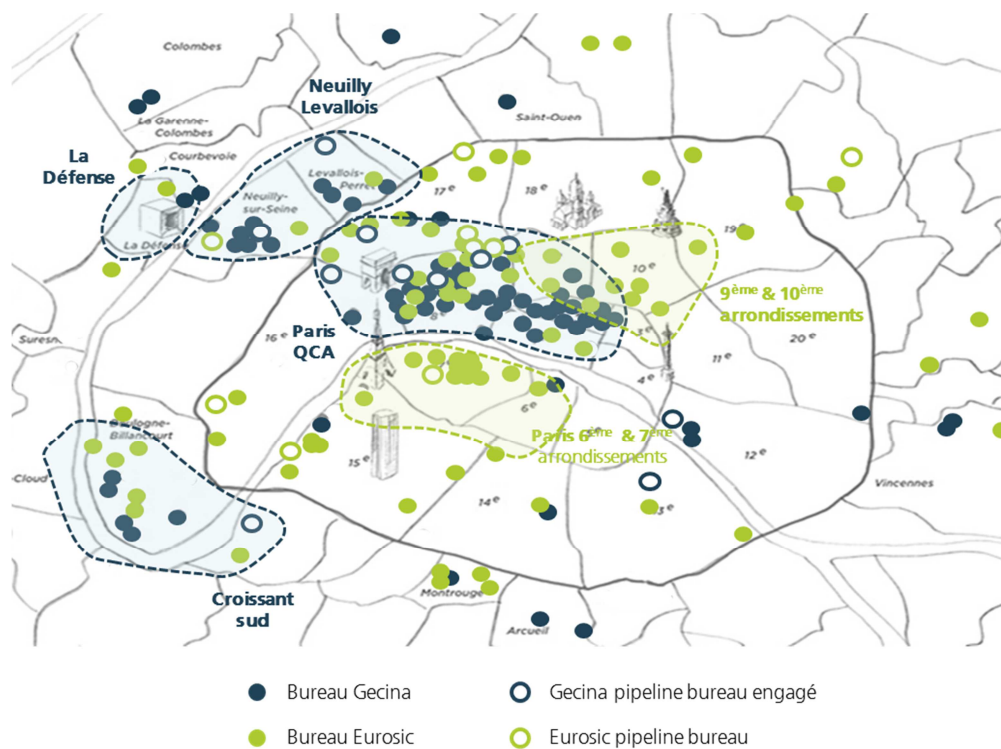 Colombes
Neuilly
Levallois
La Garenne-
Colombes
Saint-Ouen
La
Défense
Courbevoie
Levallois-
Perret
17e
18e
Neuilly-
sur-Seine
La Défense
19e
10e
9ème & 10ème
arrondissements
Paris
QCA
16e
8e
3e
20e
Suresn
11e
4e
6e
Boulogne-
Billancourt
Paris 6ème & 7ème
arrondissements
15e
12e
Cloud
14e
13e
Vincennes
Croissant
sud
Montrouge
Arcueil
Bureau Gecina
Gecina pipeline bureau engagé
Bureau Eurosic
Eurosic pipeline bureau